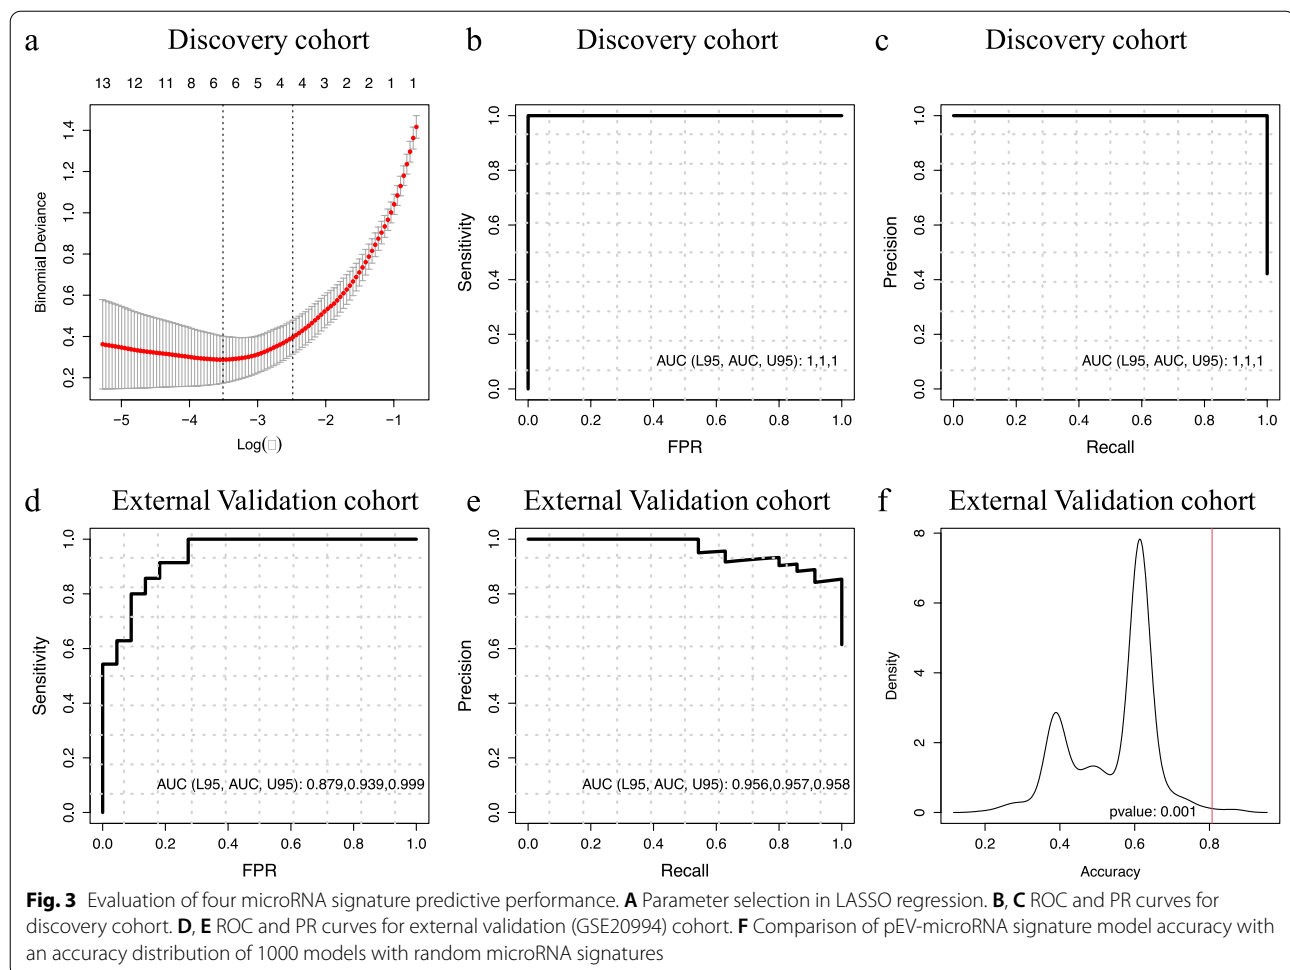 a Discovery cohort
13 12 11 8 6 6 5 4 4 3 2 2 1 1
Binomial Deviance
1.4
1.2
1.0
0.8
0.6
0.4
0.2
−5 −4 −3 −2 −1
Log(□)
b Discovery cohort
Sensitivity
1.0
0.8
0.6
0.4
0.2
0.0
AUC (L95, AUC, U95): 1,1,1
0.0 0.2 0.4 0.6 0.8 1.0
FPR
c Discovery cohort
Precision
1.0
0.8
0.6
0.4
0.2
0.0
AUC (L95, AUC, U95): 1,1,1
0.0 0.2 0.4 0.6 0.8 1.0
Recall
d External Validation cohort
Sensitivity
1.0
0.8
0.6
0.4
0.2
0.0
AUC (L95, AUC, U95): 0.879,0.939,0.999
0.0 0.2 0.4 0.6 0.8 1.0
FPR
e External Validation cohort
Precision
1.0
0.8
0.6
0.4
0.2
0.0
AUC (L95, AUC, U95): 0.956,0.957,0.958
0.0 0.2 0.4 0.6 0.8 1.0
Recall
f External Validation cohort
Density
8
6
4
2
0
pvalue: 0.001
0.2 0.4 0.6 0.8
Accuracy
Fig. 3 Evaluation of four microRNA signature predictive performance. A Parameter selection in LASSO regression. B, C ROC and PR curves for
discovery cohort. D, E ROC and PR curves for external validation (GSE20994) cohort. F Comparison of pEV-microRNA signature model accuracy with
an accuracy distribution of 1000 models with random microRNA signatures